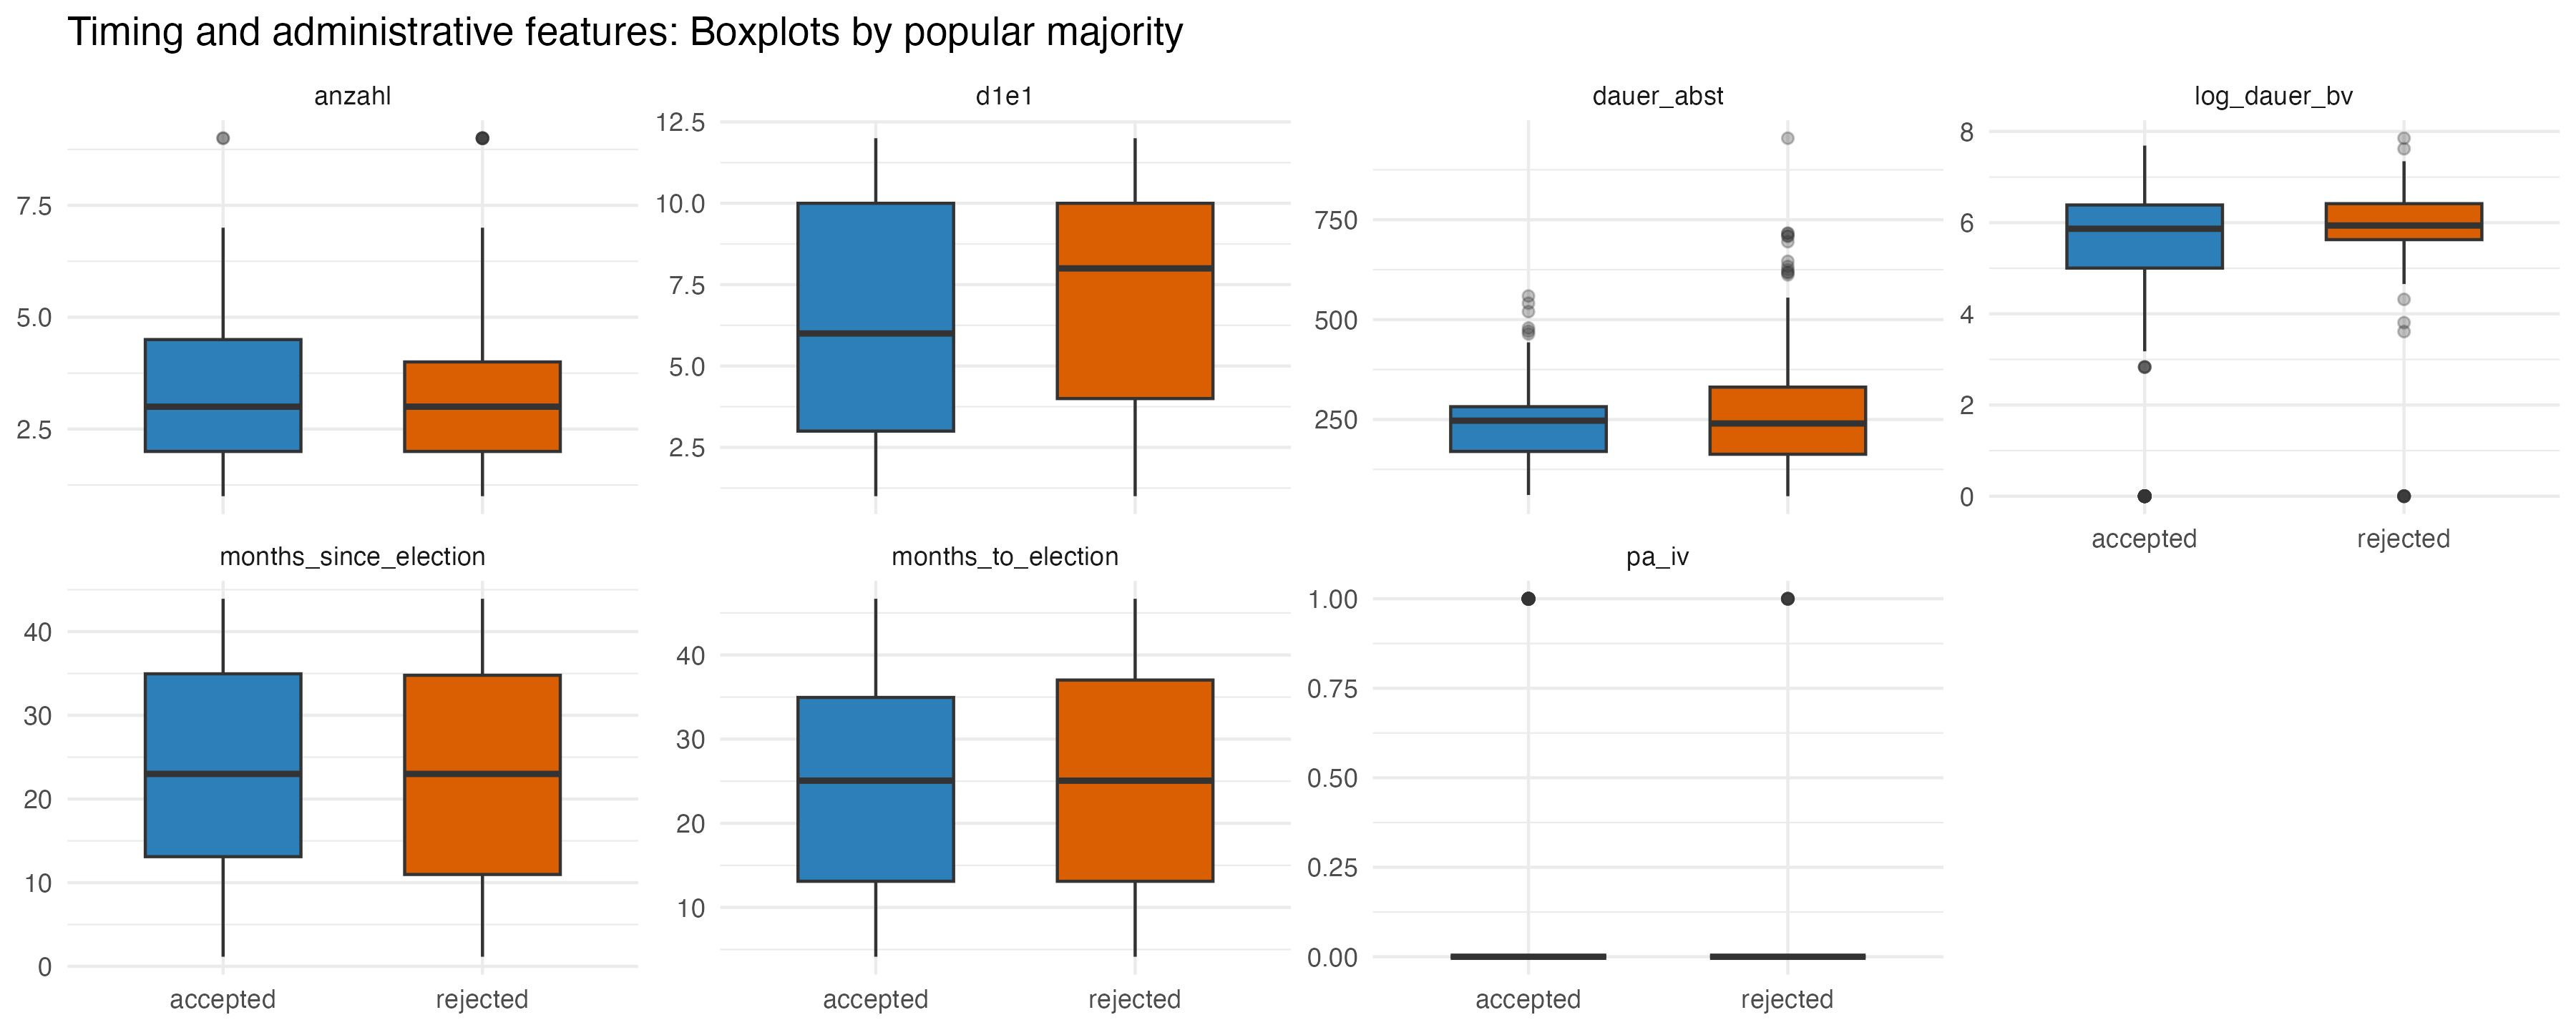 Timing and administrative features: Boxplots by popular majority
anzahl
7.5
5.0
2.5
d1e1
12.5
10.0
7.5
5.0
2.5
dauer_abst
750
500
250
log_dauer_bv
8
6
4
2
0
accepted rejected
months_since_election
40
30
20
10
0
accepted rejected
months_to_election
40
30
20
10
accepted rejected
pa_iv
1.00
0.75
0.50
0.25
0.00
accepted rejected